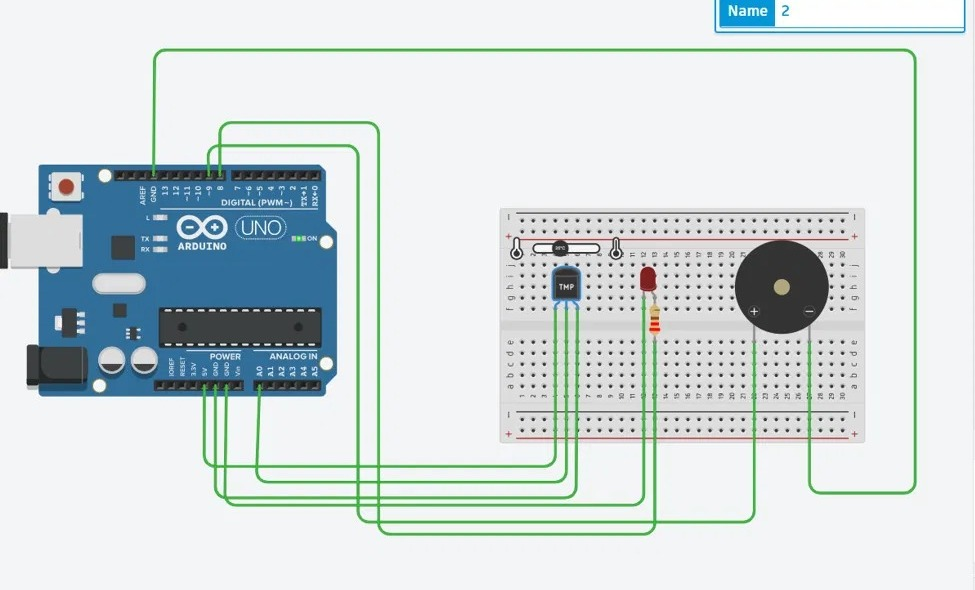 Name 2
AREF
GND
13
12
~11
~10
~9
8
7
~6
~5
4
~3
2
TX→1
RX←0
DIGITAL (PWM~)
L
TX
RX
ARDUINO
UNO
ON
IOREF
RESET
3.3V
5V
GND
GND
Vin
POWER
ANALOG IN
A0
A1
A2
A3
A4
A5
TMP
+
−
a b c d e
f g h i j